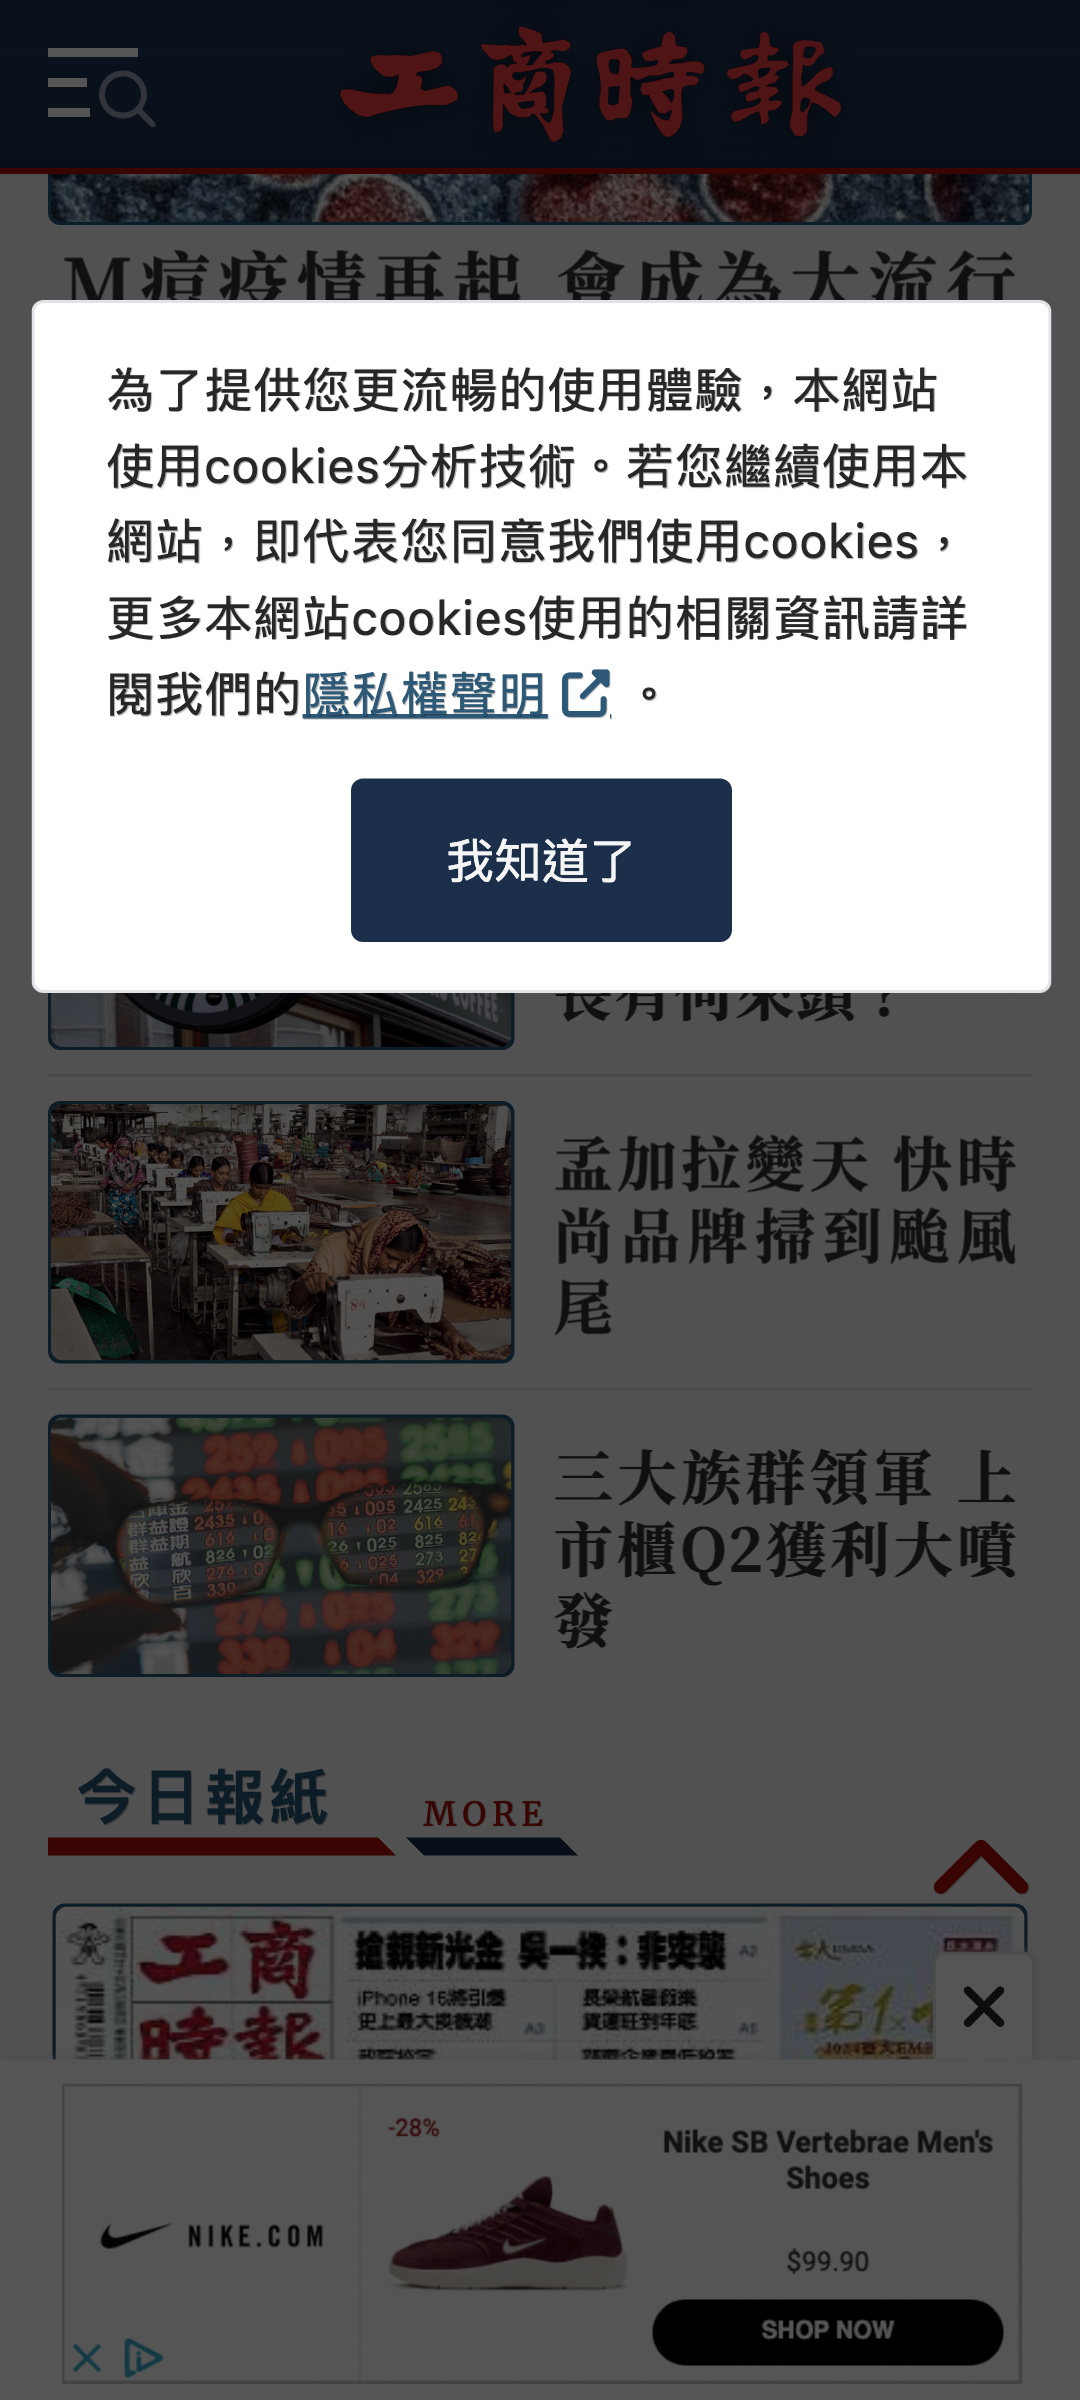 工商時報
M痘疫情再起 會成為大流行
為了提供您更流暢的使用體驗，本網站
使用cookies分析技術。若您繼續使用本
網站，即代表您同意我們使用cookies，
更多本網站cookies使用的相關資訊請詳
閱我們的隱私權聲明。
我知道了
COFFEE
長有何來頭？
孟加拉變天 快時
尚品牌掃到颱風
尾
三大族群領軍 上
市櫃Q2獲利大噴
發
今日報紙
MORE
工商
時報
搶親新光金 吳一揆：非突襲 A2
iPhone 16將引爆
史上最大換機潮 A3
長榮航暑假樂
貨運旺到年底
-28%
NIKE.COM
Nike SB Vertebrae Men's
Shoes
$99.90
SHOP NOW